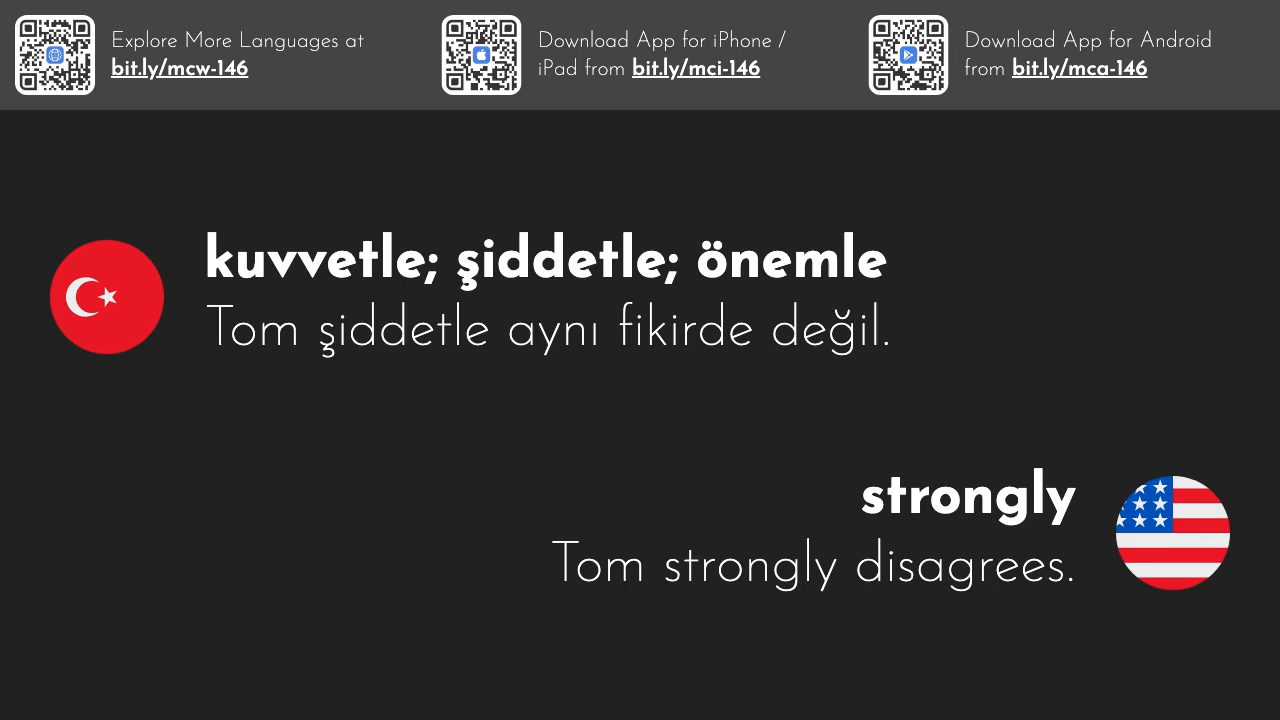 Explore More Languages at
bit.ly/mcw-146
Download App for iPhone /
iPad from bit.ly/mci-146
Download App for Android
from bit.ly/mca-146
kuvvetle; şiddetle; önemle
Tom şiddetle aynı fikirde değil.
strongly
Tom strongly disagrees.